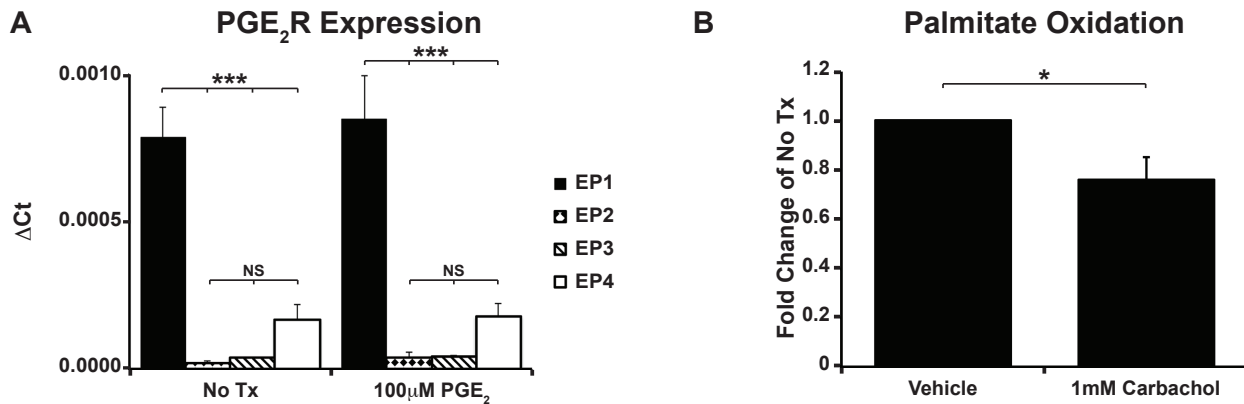 A
PGE₂R Expression
***
***
0.0010
0.0005
0.0000
ΔCt
NS
NS
No Tx
100μM PGE₂
EP1
EP2
EP3
EP4
B
Palmitate Oxidation
*
1.2
1.0
0.8
0.6
0.4
0.2
0
Fold Change of No Tx
Vehicle
1mM Carbachol